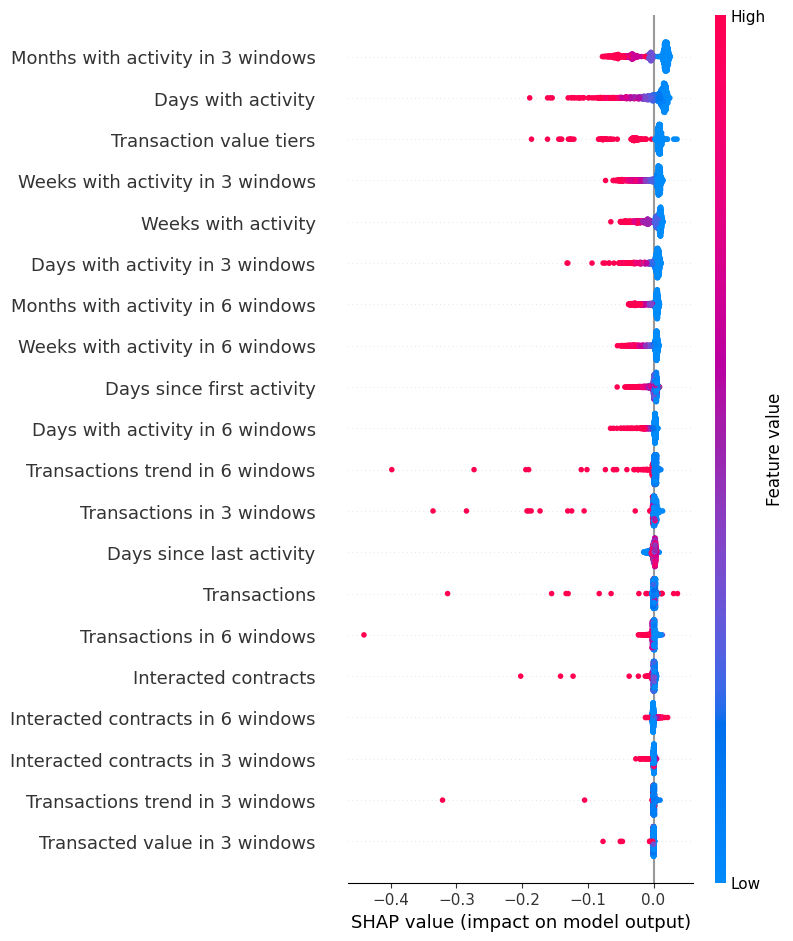 High
Months with activity in 3 windows
Days with activity
Transaction value tiers
Weeks with activity in 3 windows
Weeks with activity
Days with activity in 3 windows
Months with activity in 6 windows
Weeks with activity in 6 windows
Days since first activity
Days with activity in 6 windows
Transactions trend in 6 windows
Transactions in 3 windows
Days since last activity
Transactions
Transactions in 6 windows
Interacted contracts
Interacted contracts in 6 windows
Interacted contracts in 3 windows
Transactions trend in 3 windows
Transacted value in 3 windows
Feature value
Low
−0.4 −0.3 −0.2 −0.1 0.0
SHAP value (impact on model output)